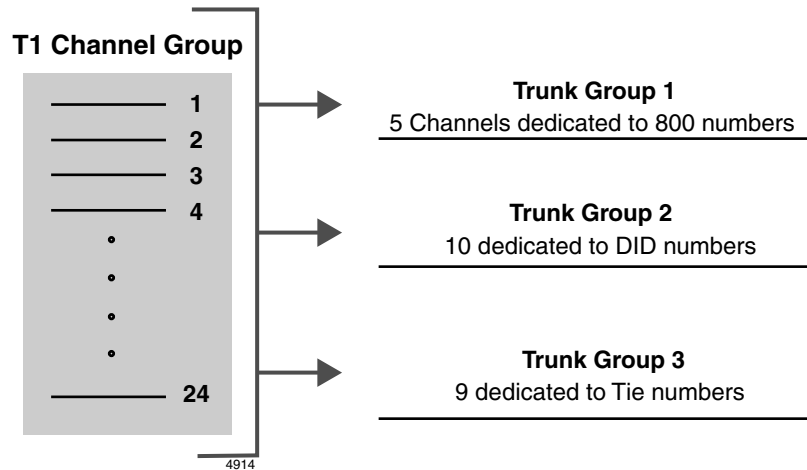 T1 Channel Group
1
2
3
4
24
4914
Trunk Group 1
5 Channels dedicated to 800 numbers
Trunk Group 2
10 dedicated to DID numbers
Trunk Group 3
9 dedicated to Tie numbers